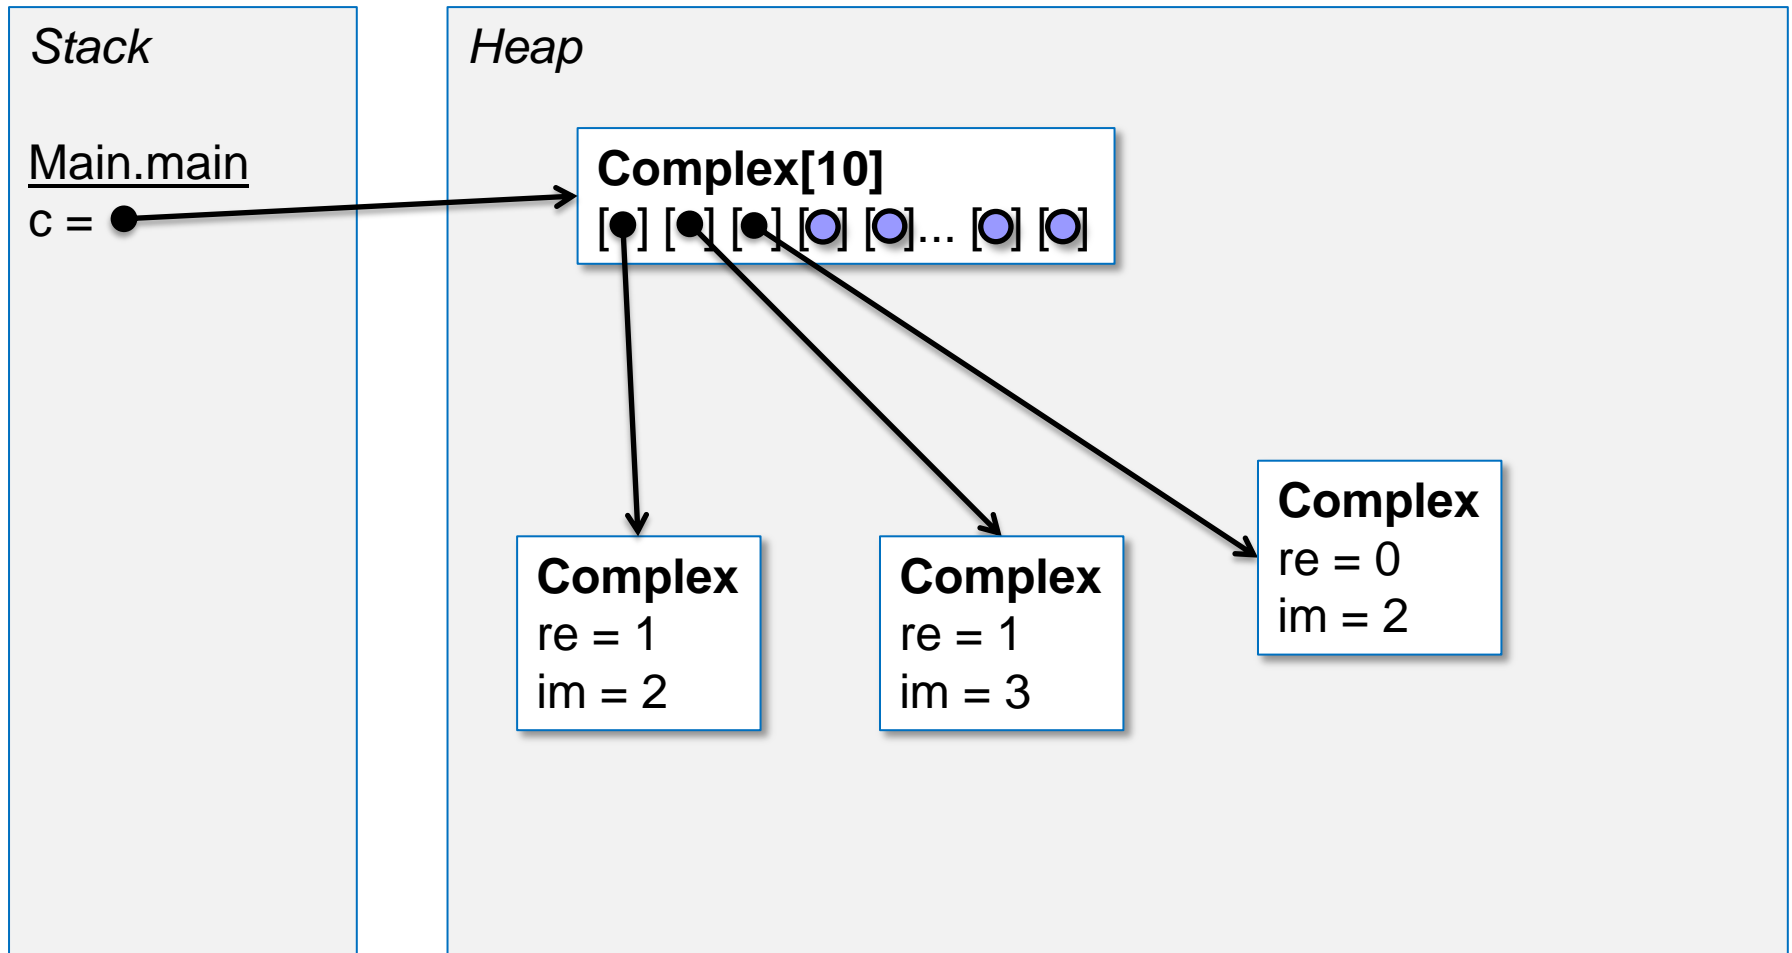 Stack
Main.main
c =
Heap
Complex[10]
[ ] [ ] [ ] [ ] [ ]... [ ] [ ]
Complex
re = 1
im = 2
Complex
re = 1
im = 3
Complex
re = 0
im = 2